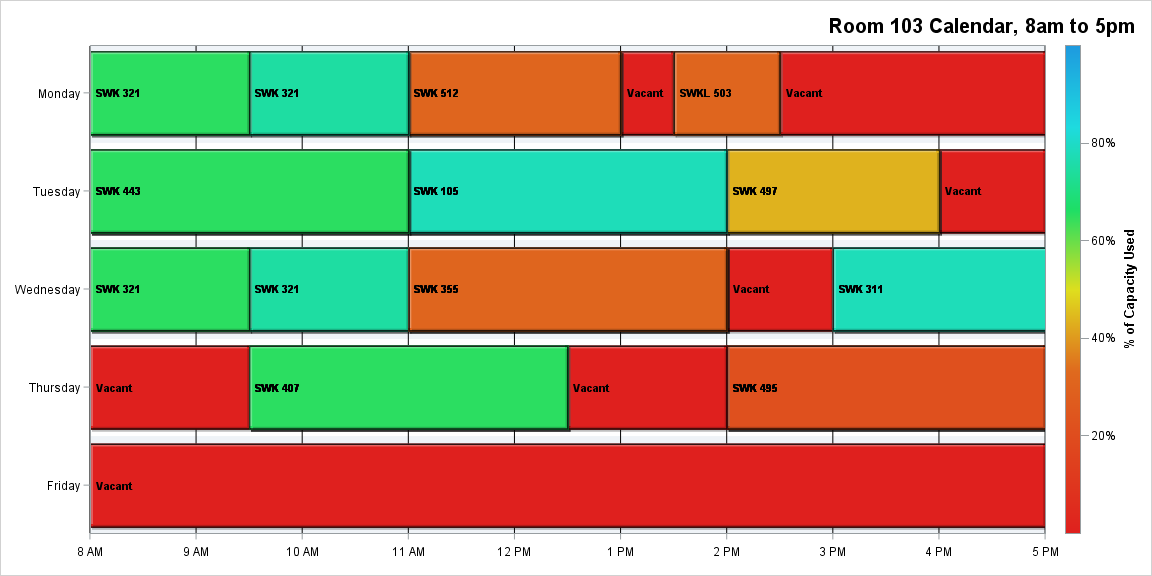 Room 103 Calendar, 8am to 5pm
Monday
SWK 321
SWK 321
SWK 512
Vacant
SWKL 503
Vacant
Tuesday
SWK 443
SWK 105
SWK 497
Vacant
Wednesday
SWK 321
SWK 321
SWK 355
Vacant
SWK 311
Thursday
Vacant
SWK 407
Vacant
SWK 495
Friday
Vacant
8 AM
9 AM
10 AM
11 AM
12 PM
1 PM
2 PM
3 PM
4 PM
5 PM
80%
60%
40%
20%
% of Capacity Used